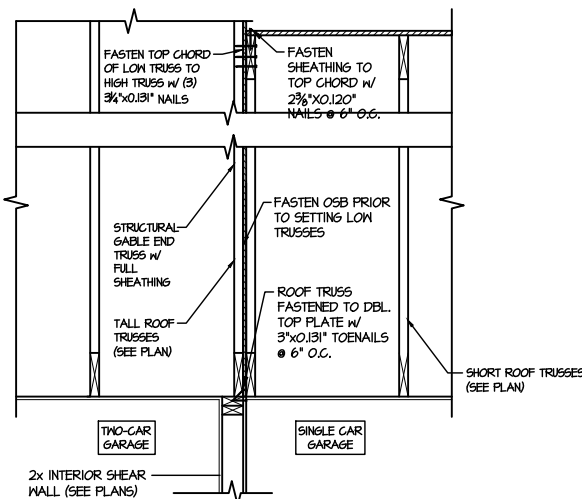 FASTEN TOP CHORD
OF LOW TRUSS TO
HIGH TRUSS W/ (3)
3¼"x0.131" NAILS
FASTEN
SHEATHING TO
TOP CHORD W/
2⅜"X0.120"
NAILS @ 6" O.C.
STRUCTURAL
GABLE END
TRUSS W/
FULL
SHEATHING
FASTEN OSB PRIOR
TO SETTING LOW
TRUSSES
TALL ROOF
TRUSSES
(SEE PLAN)
ROOF TRUSS
FASTENED TO DBL.
TOP PLATE W/
3"x0.131" TOENAILS
@ 6" O.C.
SHORT ROOF TRUSSES
(SEE PLAN)
TWO-CAR
GARAGE
SINGLE CAR
GARAGE
2x INTERIOR SHEAR
WALL (SEE PLANS)